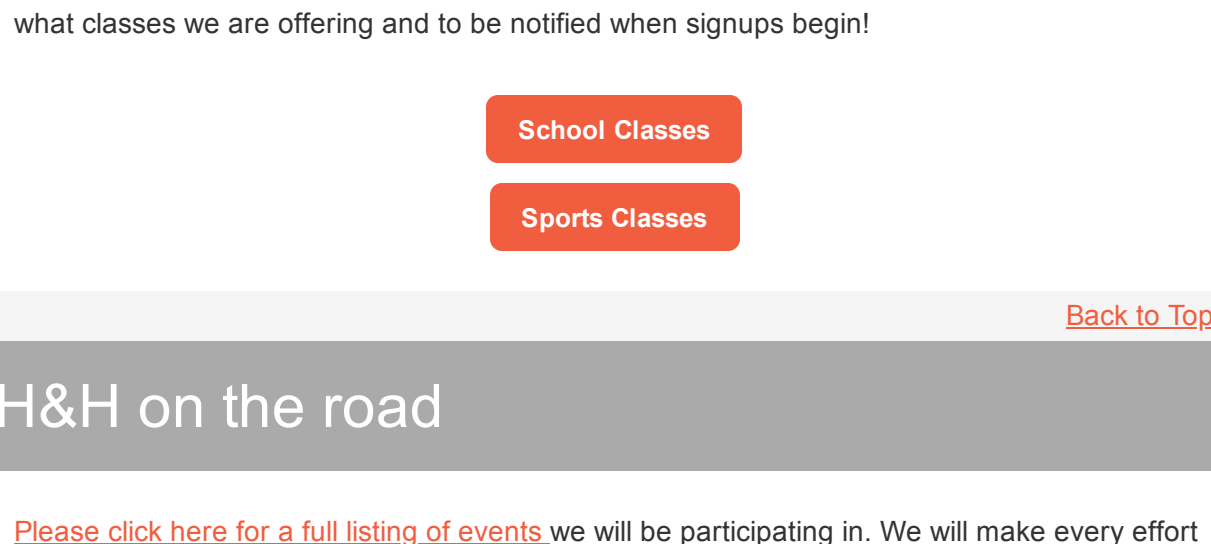 what classes we are offering and to be notified when signups begin!
School Classes
Sports Classes
Back to Top
H&H on the road
Please click here for a full listing of events we will be participating in. We will make every effort